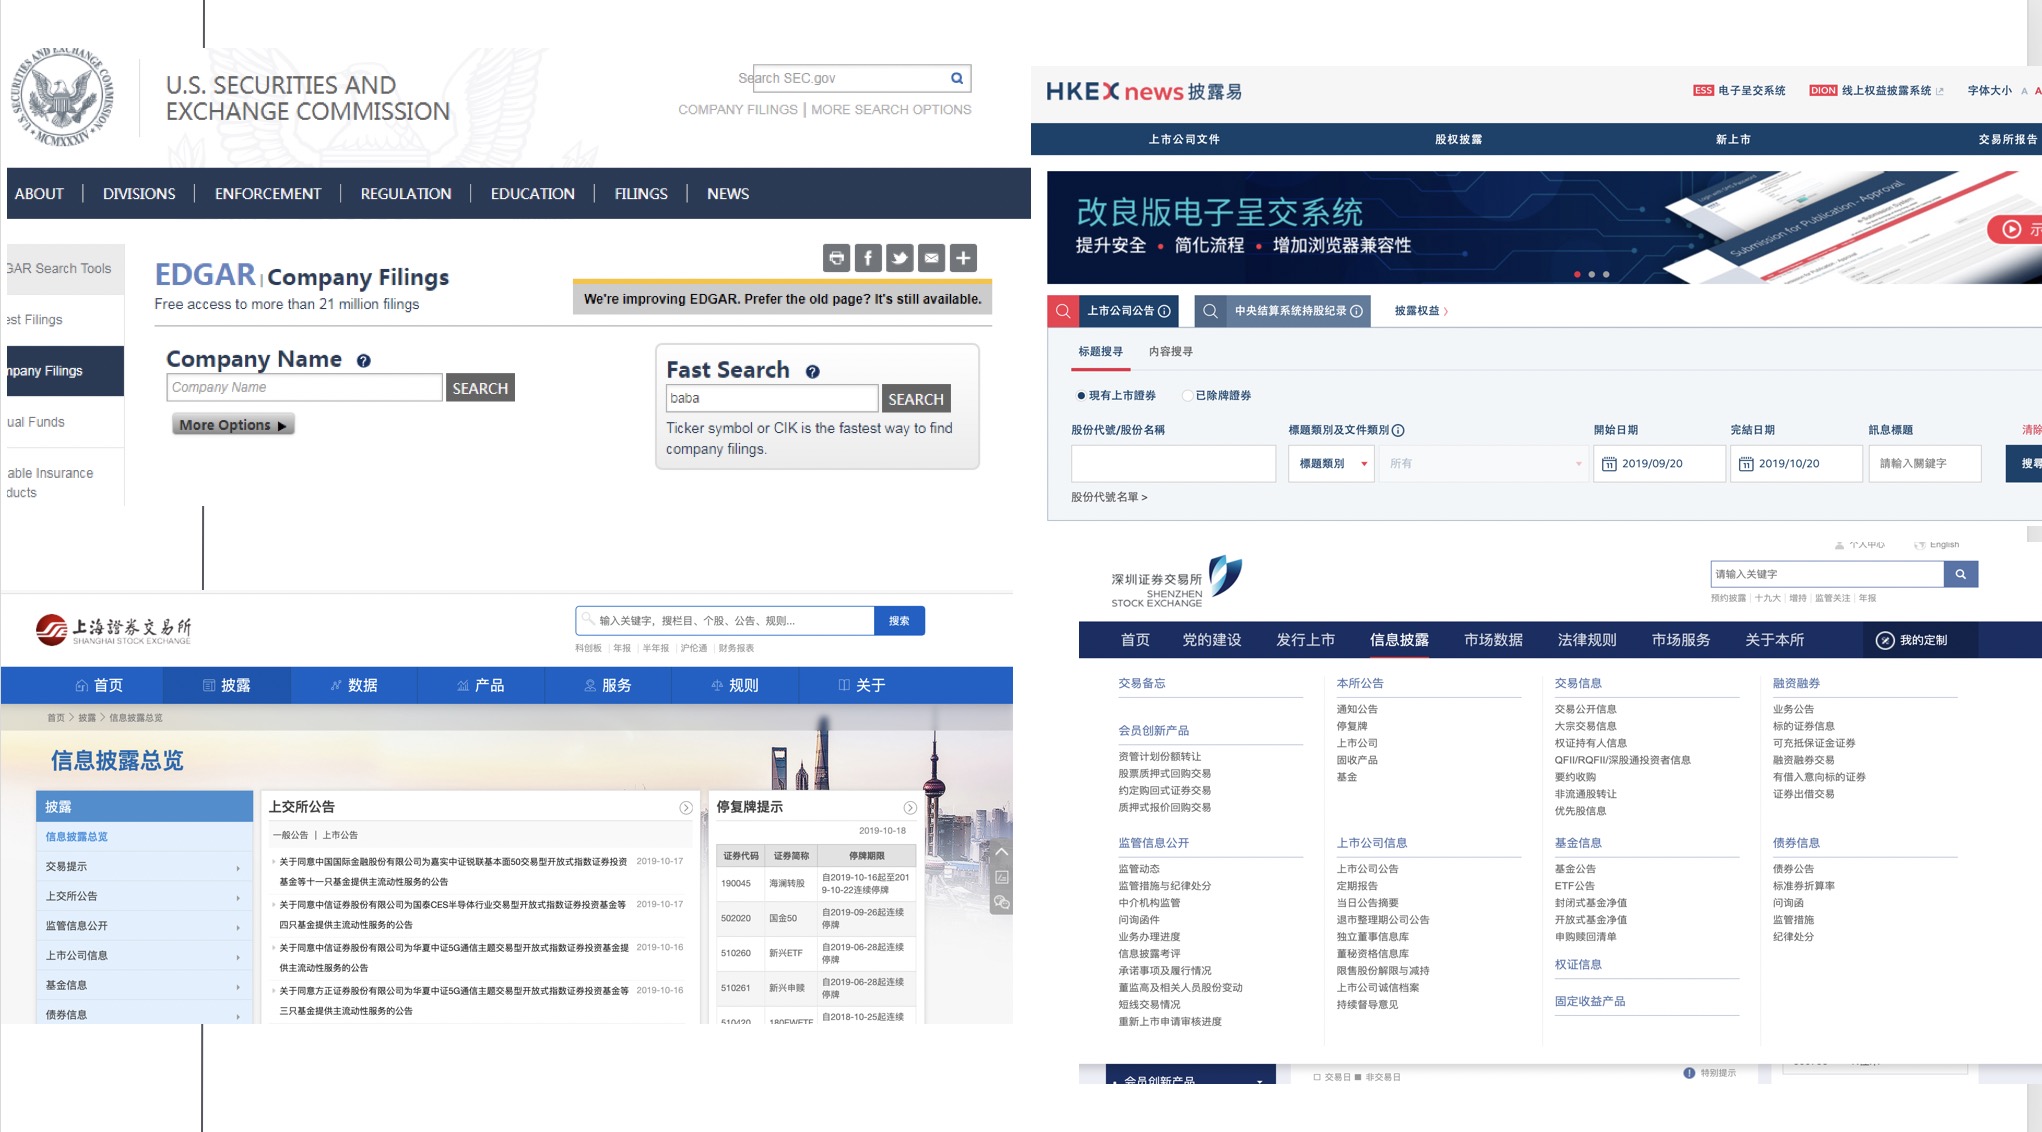 U.S. SECURITIES AND
EXCHANGE COMMISSION
Search SEC.gov
COMPANY FILINGS | MORE SEARCH OPTIONS
ABOUT | DIVISIONS | ENFORCEMENT | REGULATION | EDUCATION | FILINGS | NEWS
GAR Search Tools
est Filings
mpany Filings
ual Funds
able Insurance
ducts
EDGAR | Company Filings
Free access to more than 21 million filings
We're improving EDGAR. Prefer the old page? It's still available.
Company Name
Company Name
SEARCH
More Options
Fast Search
baba
SEARCH
Ticker symbol or CIK is the fastest way to find
company filings.
HKEX news 披露易
ESS 电子呈交系统
DION 线上权益披露系统
字体大小 A A
上市公司文件
股权披露
新上市
交易所报告
改良版电子呈交系统
提升安全 • 简化流程 • 增加浏览器兼容性
Submission for Publication - Approval
示
上市公司公告
中央结算系统持股纪录
披露权益
标题搜寻
内容搜寻
現有上市證券
已除牌證券
股份代號/股份名稱
標題類別及文件類別
開始日期
完結日期
訊息標題
清除
標題類別
所有
2019/09/20
2019/10/20
請輸入關鍵字
搜尋
股份代號名單 >
上海證券交易所
SHANGHAI STOCK EXCHANGE
输入关键字，搜栏目、个股、公告、规则...
搜索
科创板 | 年报 | 半年报 | 沪伦通 | 财务报表
首页
披露
数据
产品
服务
规则
关于
首页 > 披露 > 信息披露总览
信息披露总览
披露
信息披露总览
交易提示
上交所公告
监管信息公开
上市公司信息
基金信息
债券信息
上交所公告
一般公告 | 上市公告
关于同意中国国际金融股份有限公司为嘉实中证锐联基本面50交易型开放式指数证券投资 2019-10-17
基金等十一只基金提供主流动性服务的公告
关于同意中信证券股份有限公司为国泰CES半导体行业交易型开放式指数证券投资基金等 2019-10-17
四只基金提供主流动性服务的公告
关于同意中信证券股份有限公司为华夏中证5G通信主题交易型开放式指数证券投资基金提 2019-10-16
供主流动性服务的公告
关于同意方正证券股份有限公司为华夏中证5G通信主题交易型开放式指数证券投资基金等 2019-10-16
三只基金提供主流动性服务的公告
停复牌提示
2019-10-18
证券代码 证券简称 停牌期限
190045 海澜转股 自2019-10-16起至201
9-10-22连续停牌
502020 国金50 自2019-09-26起连续
停牌
510260 新兴ETF 自2019-06-28起连续
停牌
510261 新兴申赎 自2019-06-28起连续
停牌
510420 180EWETF 自2018-10-25起连续
个人中心
English
深圳证券交易所
SHENZHEN
STOCK EXCHANGE
请输入关键字
预约披露 | 十九大 | 增持 | 监管关注 | 年报
首页
党的建设
发行上市
信息披露
市场数据
法律规则
市场服务
关于本所
我的定制
交易备忘
会员创新产品
资管计划份额转让
股票质押式回购交易
约定购回式证券交易
质押式报价回购交易
监管信息公开
监管动态
监管措施与纪律处分
中介机构监管
问询函件
业务办理进度
信息披露考评
承诺事项及履行情况
董监高及相关人员股份变动
短线交易情况
重新上市申请审核进度
本所公告
通知公告
停复牌
上市公司
固收产品
基金
上市公司信息
上市公司公告
定期报告
当日公告摘要
退市整理期公司公告
独立董事信息库
董秘资格信息库
限售股份解限与减持
上市公司诚信档案
持续督导意见
交易信息
交易公开信息
大宗交易信息
权证持有人信息
QFII/RQFII/深股通投资者信息
要约收购
非流通股转让
优先股信息
基金信息
基金公告
ETF公告
封闭式基金净值
开放式基金净值
申购赎回清单
权证信息
固定收益产品
融资融券
业务公告
标的证券信息
可充抵保证金证券
融资融券交易
有借入意向标的证券
证券出借交易
债券信息
债券公告
标准券折算率
问询函
监管措施
纪律处分
会员创新产品
交易日 非交易日
特别提示